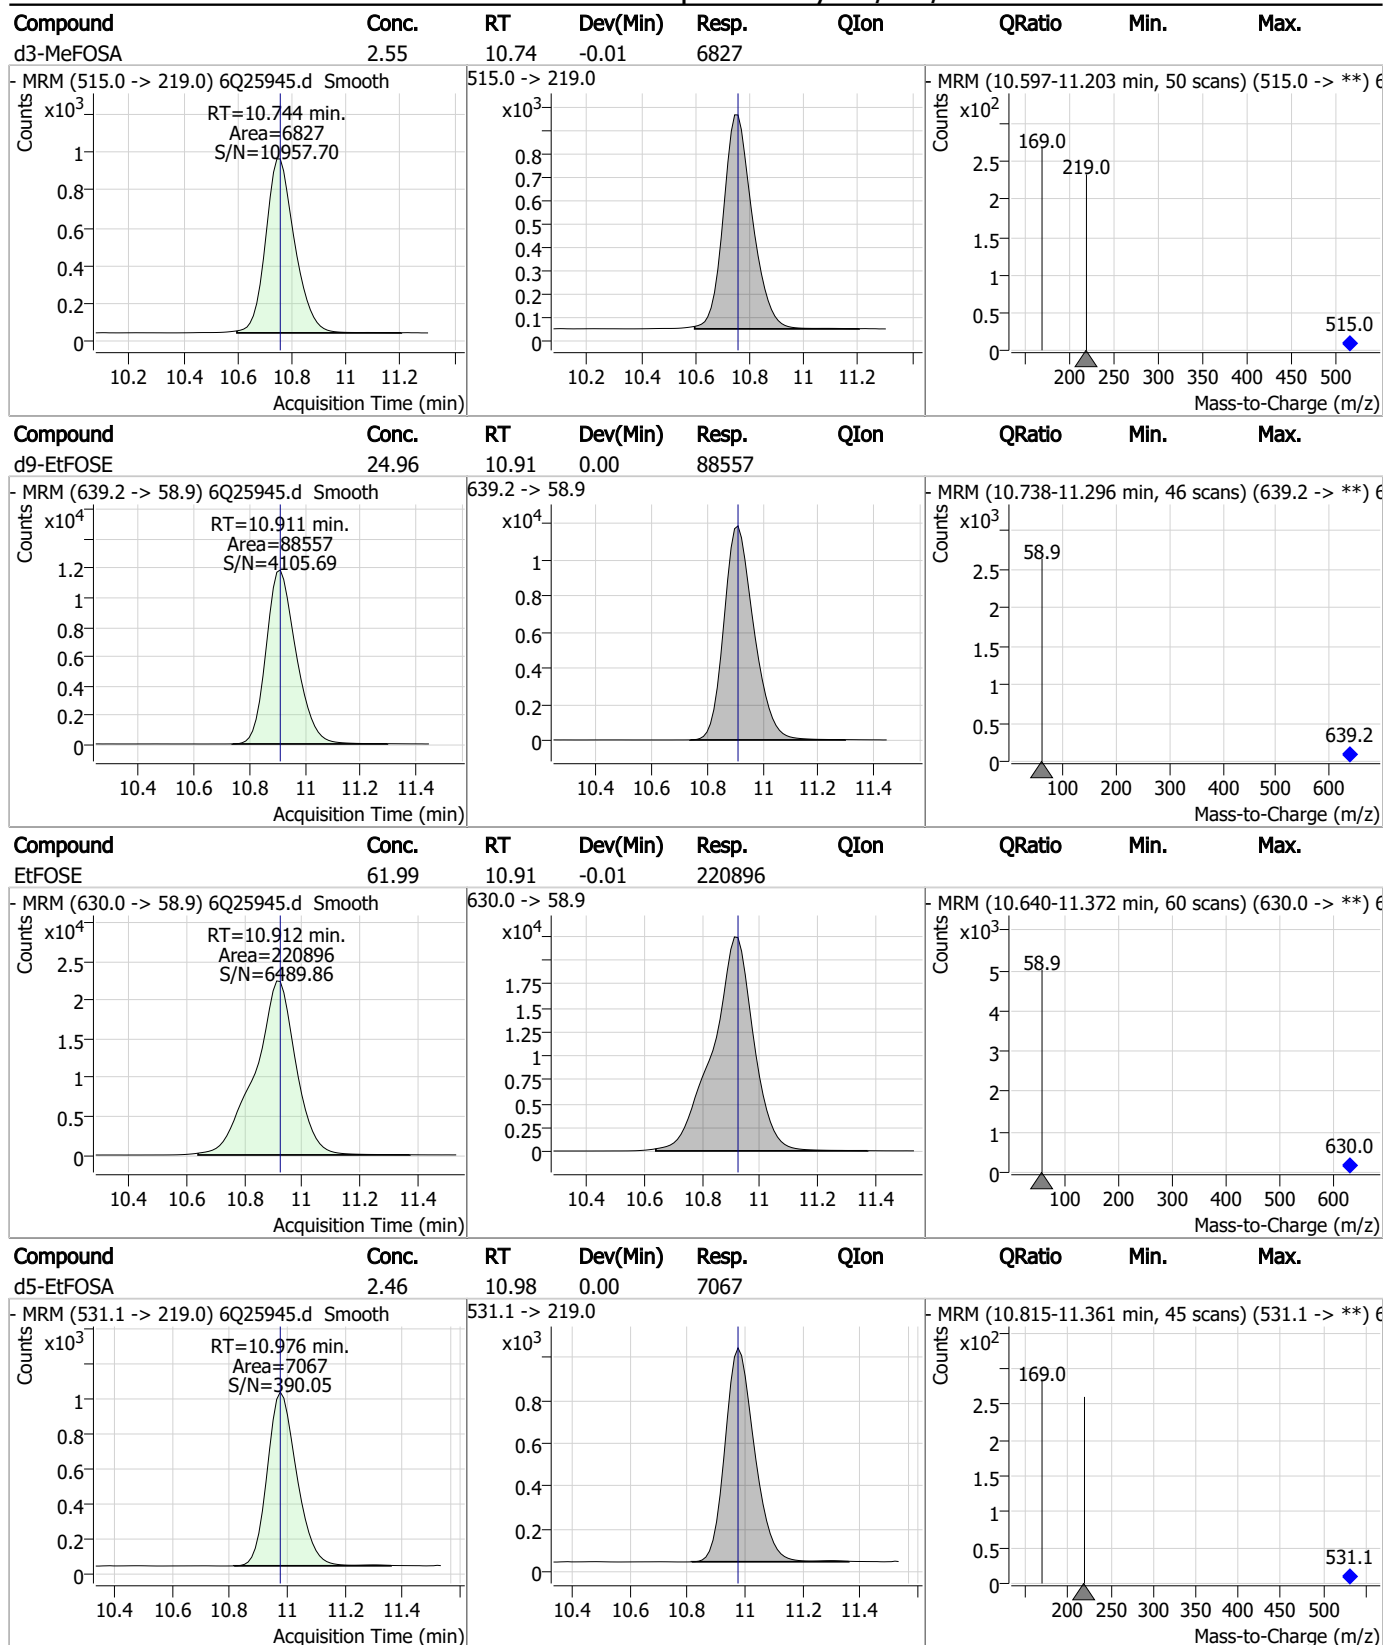 Compound Conc. RT Dev(Min) Resp. QIon QRatio Min. Max.
d3-MeFOSA 2.55 10.74 -0.01 6827
- MRM (515.0 -> 219.0) 6Q25945.d Smooth 515.0 -> 219.0 - MRM (10.597-11.203 min, 50 scans) (515.0 -> **) 6
Counts x10³ RT=10.744 min. Area=6827 S/N=10957.70
1
0.8
0.6
0.4
0.2
0
10.2 10.4 10.6 10.8 11 11.2
Acquisition Time (min)
x10³
0.8
0.7
0.6
0.5
0.4
0.3
0.2
0.1
0
10.2 10.4 10.6 10.8 11 11.2
Counts x10²
169.0
219.0
515.0
2.5
2
1.5
1
0.5
0
200 250 300 350 400 450 500
Mass-to-Charge (m/z)
Compound Conc. RT Dev(Min) Resp. QIon QRatio Min. Max.
d9-EtFOSE 24.96 10.91 0.00 88557
- MRM (639.2 -> 58.9) 6Q25945.d Smooth 639.2 -> 58.9 - MRM (10.738-11.296 min, 46 scans) (639.2 -> **) 6
Counts x10⁴ RT=10.911 min. Area=88557 S/N=4105.69
1.2
1
0.8
0.6
0.4
0.2
0
10.4 10.6 10.8 11 11.2 11.4
Acquisition Time (min)
x10⁴
1
0.8
0.6
0.4
0.2
0
10.4 10.6 10.8 11 11.2 11.4
Counts x10³
58.9
639.2
2.5
2
1.5
1
0.5
0
100 200 300 400 500 600
Mass-to-Charge (m/z)
Compound Conc. RT Dev(Min) Resp. QIon QRatio Min. Max.
EtFOSE 61.99 10.91 -0.01 220896
- MRM (630.0 -> 58.9) 6Q25945.d Smooth 630.0 -> 58.9 - MRM (10.640-11.372 min, 60 scans) (630.0 -> **) 6
Counts x10⁴ RT=10.912 min. Area=220896 S/N=6489.86
2.5
2
1.5
1
0.5
0
10.4 10.6 10.8 11 11.2 11.4
Acquisition Time (min)
x10⁴
1.75
1.5
1.25
1
0.75
0.5
0.25
0
10.4 10.6 10.8 11 11.2 11.4
Counts x10³
58.9
630.0
5
4
3
2
1
0
100 200 300 400 500 600
Mass-to-Charge (m/z)
Compound Conc. RT Dev(Min) Resp. QIon QRatio Min. Max.
d5-EtFOSA 2.46 10.98 0.00 7067
- MRM (531.1 -> 219.0) 6Q25945.d Smooth 531.1 -> 219.0 - MRM (10.815-11.361 min, 45 scans) (531.1 -> **) 6
Counts x10³ RT=10.976 min. Area=7067 S/N=390.05
1
0.8
0.6
0.4
0.2
0
10.4 10.6 10.8 11 11.2 11.4
Acquisition Time (min)
x10³
0.8
0.6
0.4
0.2
0
10.4 10.6 10.8 11 11.2 11.4
Counts x10²
169.0
531.1
2.5
2
1.5
1
0.5
0
200 250 300 350 400 450 500
Mass-to-Charge (m/z)